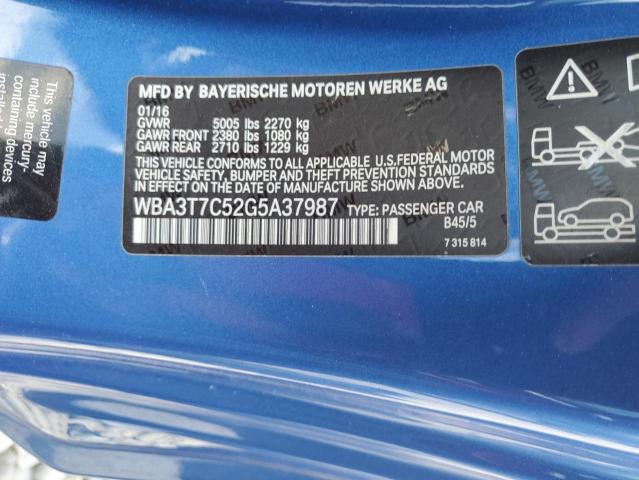 MFD BY BAYERISCHE MOTOREN WERKE AG
01/16
GVWR 5005 lbs 2270 kg
GAWR FRONT 2380 lbs 1080 kg
GAWR REAR 2710 lbs 1229 kg
THIS VEHICLE CONFORMS TO ALL APPLICABLE U.S.FEDERAL MOTOR
VEHICLE SAFETY, BUMPER AND THEFT PREVENTION STANDARDS
IN EFFECT ON THE DATE OF MANUFACTURE SHOWN ABOVE.
WBA3T7C52G5A37987 TYPE: PASSENGER CAR
B45/5
7 315 814
This vehicle may
include mercury-
containing devices
installed
BMW
BMW